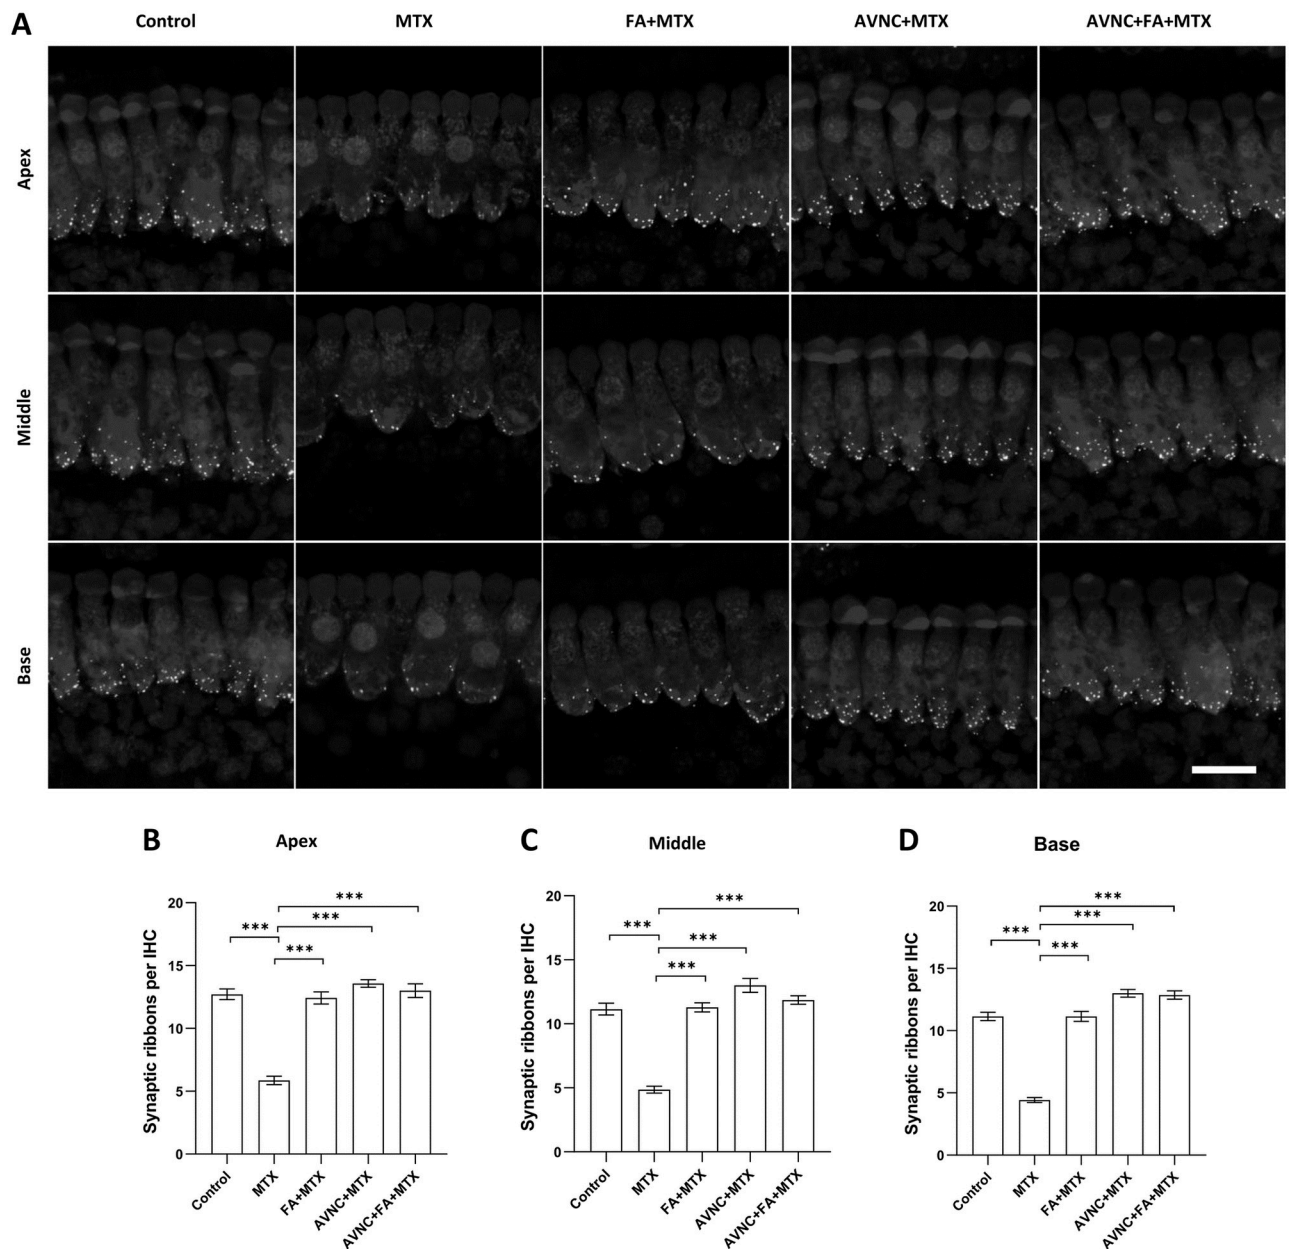 A
Control MTX FA+MTX AVNC+MTX AVNC+FA+MTX
Apex
Middle
Base
B Apex
Synaptic ribbons per IHC
20
15
10
5
0
***
***
***
***
Control MTX FA+MTX AVNC+MTX AVNC+FA+MTX
C Middle
Synaptic ribbons per IHC
20
15
10
5
0
***
***
***
***
Control MTX FA+MTX AVNC+MTX AVNC+FA+MTX
D Base
Synaptic ribbons per IHC
20
15
10
5
0
***
***
***
***
Control MTX FA+MTX AVNC+MTX AVNC+FA+MTX